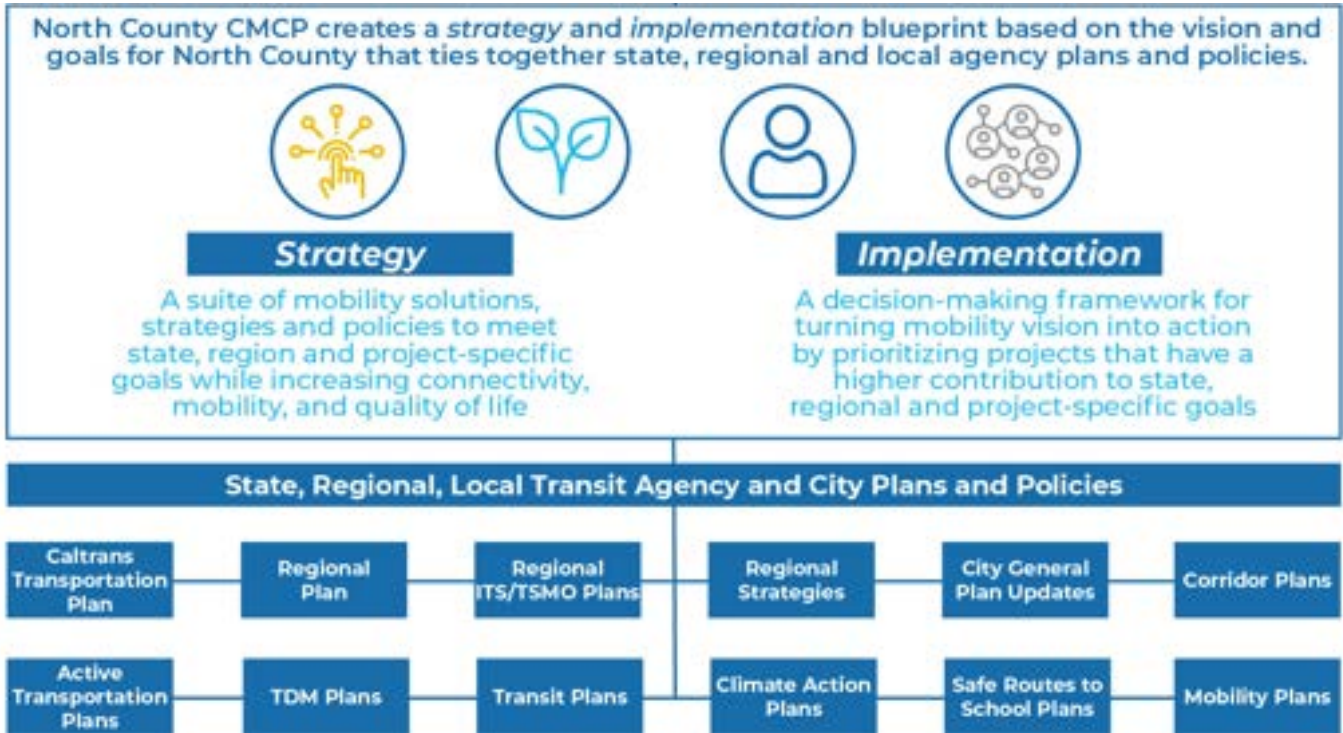 North County CMCP creates a strategy and implementation blueprint based on the vision and
goals for North County that ties together state, regional and local agency plans and policies.
Strategy
A suite of mobility solutions,
strategies and policies to meet
state, region and project-specific
goals while increasing connectivity,
mobility, and quality of life
Implementation
A decision-making framework for
turning mobility vision into action
by prioritizing projects that have a
higher contribution to state,
regional and project-specific goals
State, Regional, Local Transit Agency and City Plans and Policies
Caltrans
Transportation
Plan
Regional
Plan
Regional
ITS/TSMO Plans
Regional
Strategies
City General
Plan Updates
Corridor Plans
Active
Transportation
Plans
TDM Plans
Transit Plans
Climate Action
Plans
Safe Routes to
School Plans
Mobility Plans